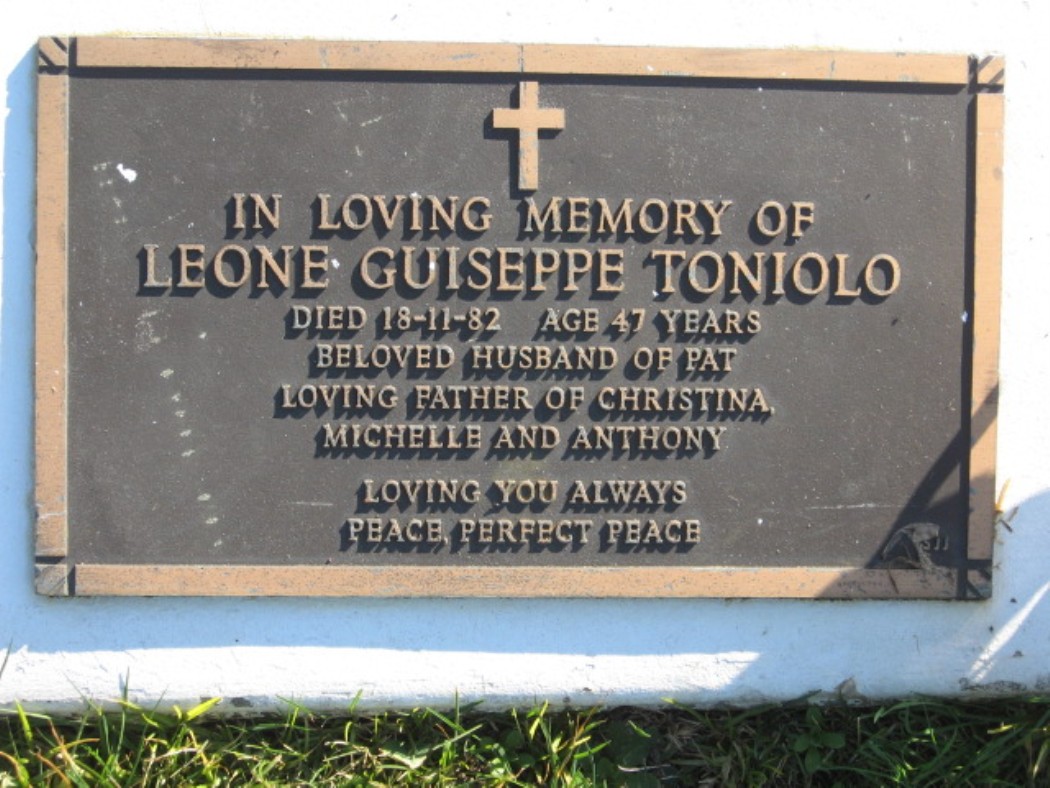 IN LOVING MEMORY OF
LEONE GUISEPPE TONIOLO
DIED 18-11-82 AGE 47 YEARS
BELOVED HUSBAND OF PAT
LOVING FATHER OF CHRISTINA,
MICHELLE AND ANTHONY
LOVING YOU ALWAYS
PEACE, PERFECT PEACE